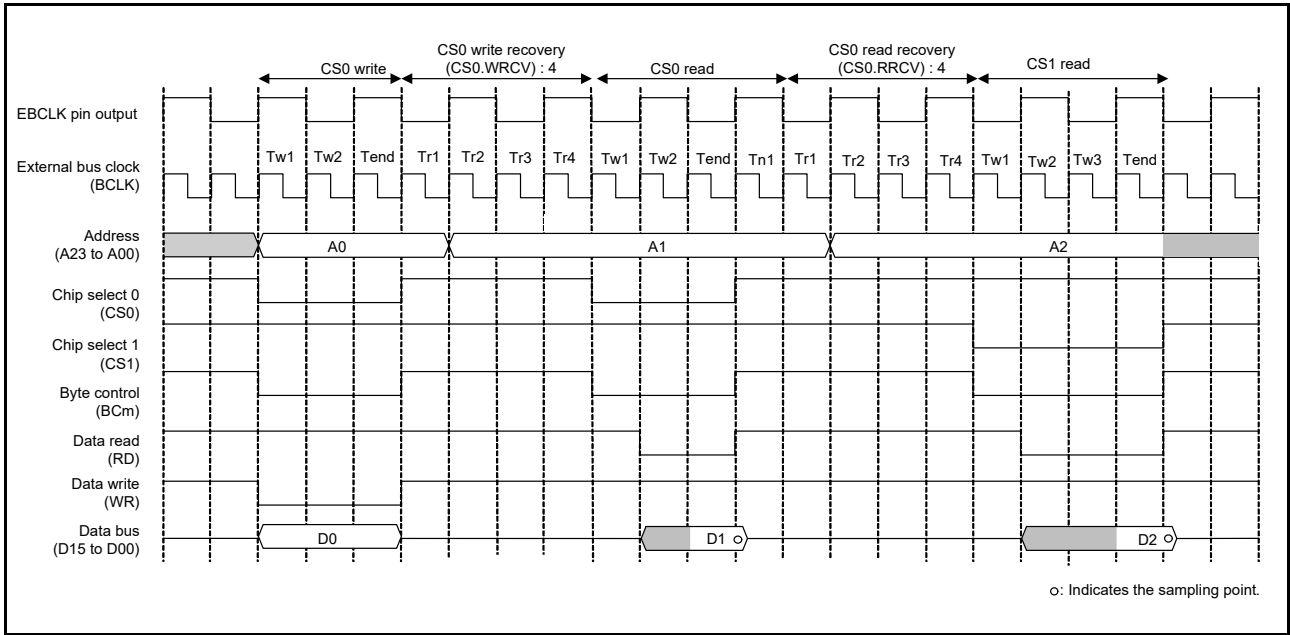 CS0 write
CS0 write recovery
(CS0.WRCV) : 4
CS0 read
CS0 read recovery
(CS0.RRCV) : 4
CS1 read
EBCLK pin output
External bus clock
(BCLK)
Tw1 Tw2 Tend Tr1 Tr2 Tr3 Tr4 Tw1 Tw2 Tend Tn1 Tr1 Tr2 Tr3 Tr4 Tw1 Tw2 Tw3 Tend
Address
(A23 to A00)
A0 A1 A2
Chip select 0
(CS0)
Chip select 1
(CS1)
Byte control
(BCm)
Data read
(RD)
Data write
(WR)
Data bus
(D15 to D00)
D0 D1 D2
o: Indicates the sampling point.